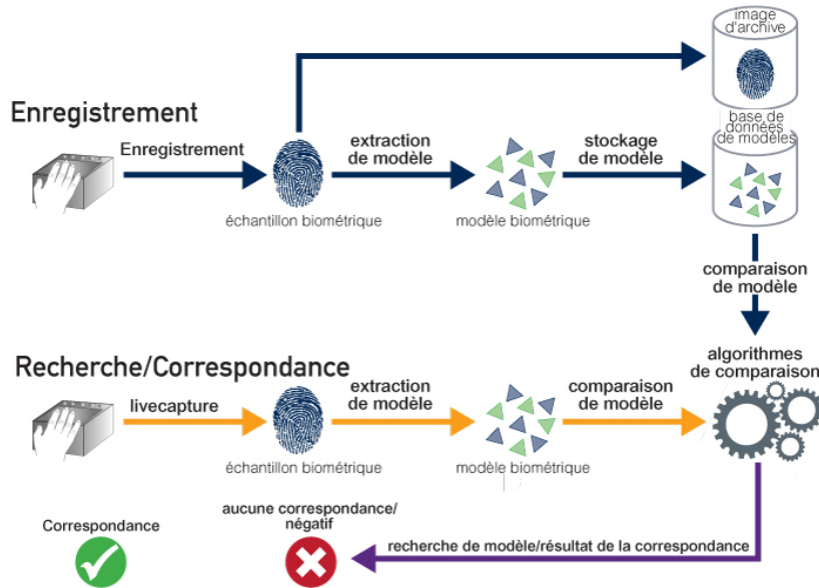 image
d'archive
Enregistrement
base de
données
de modèles
Enregistrement
extraction
de modèle
stockage
de modèle
échantillon biométrique
modèle biométrique
comparaison
de modèle
Recherche/Correspondance
algorithmes
de comparaison
livecapture
extraction
de modèle
comparaison
de modèle
échantillon biométrique
modèle biométrique
Correspondance
aucune correspondance/
négatif
recherche de modèle/résultat de la correspondance